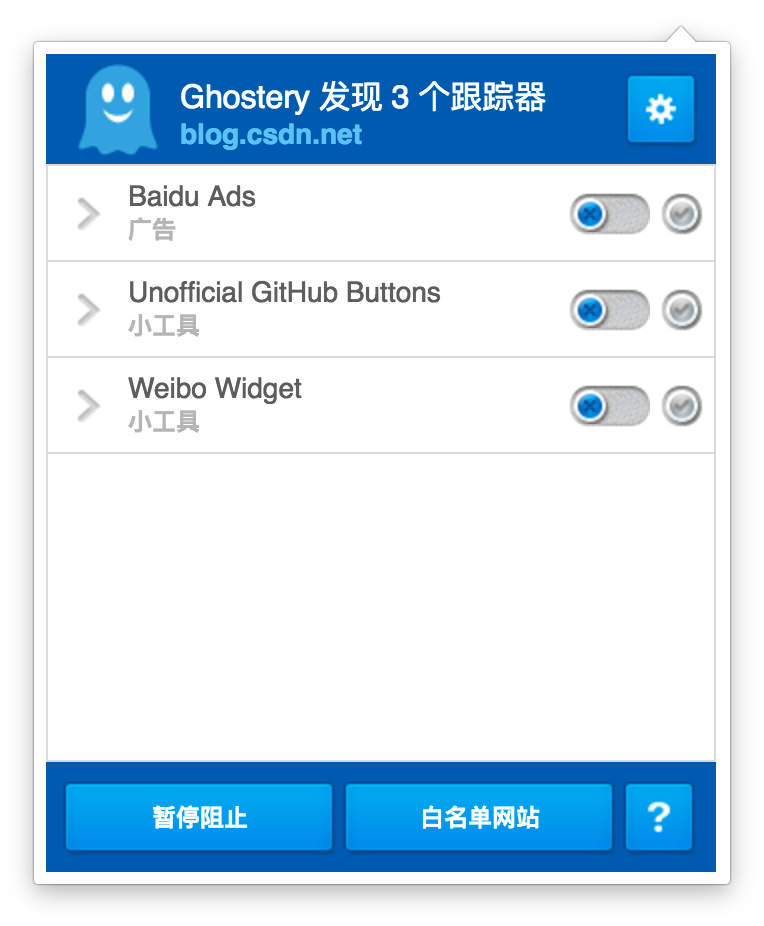 Ghostery 发现 3 个跟踪器
blog.csdn.net
Baidu Ads
广告
Unofficial GitHub Buttons
小工具
Weibo Widget
小工具
暂停阻止
白名单网站
?